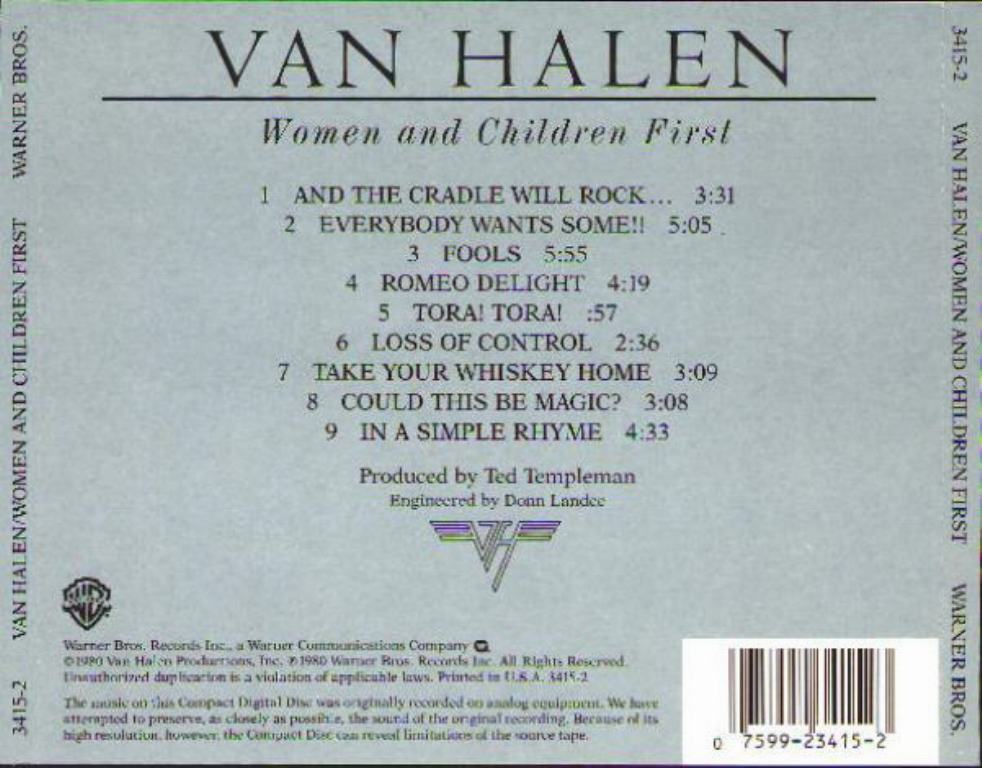 VAN HALEN
Women and Children First
1 AND THE CRADLE WILL ROCK... 3:31
2 EVERYBODY WANTS SOME!! 5:05
3 FOOLS 5:55
4 ROMEO DELIGHT 4:19
5 TORA! TORA! :57
6 LOSS OF CONTROL 2:36
7 TAKE YOUR WHISKEY HOME 3:09
8 COULD THIS BE MAGIC? 3:08
9 IN A SIMPLE RHYME 4:33
Produced by Ted Templeman
Engineered by Donn Landee
Warner Bros. Records Inc., a Warner Communications Company
©1980 Van Halen Productions, Inc. ℗1980 Warner Bros. Records Inc. All Rights Reserved.
Unauthorized duplication is a violation of applicable laws. Printed in U.S.A. 3415-2
The music on this Compact Digital Disc was originally recorded on analog equipment. We have
attempted to preserve, as closely as possible, the sound of the original recording. Because of its
high resolution, however, the Compact Disc can reveal limitations of the source tape.
0 7599-23415-2
3415-2 VAN HALEN/WOMEN AND CHILDREN FIRST WARNER BROS.
3415-2 VAN HALEN/WOMEN AND CHILDREN FIRST WARNER BROS.